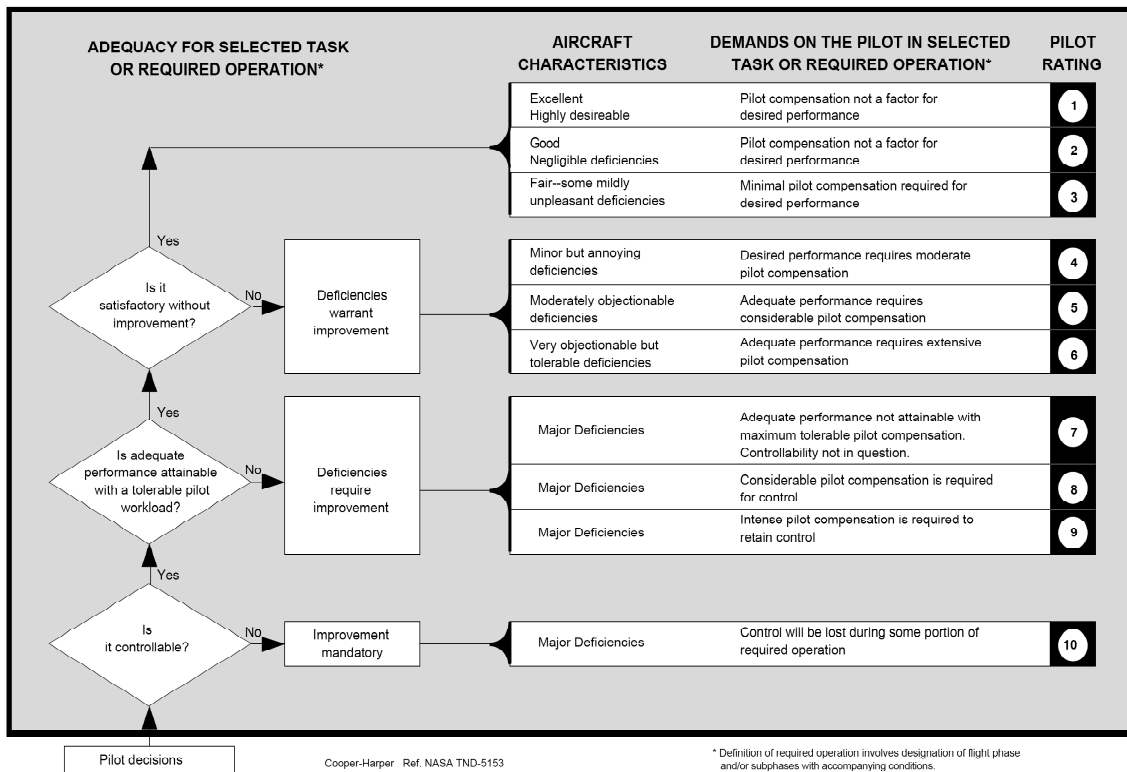 ADEQUACY FOR SELECTED TASK
OR REQUIRED OPERATION*
AIRCRAFT
CHARACTERISTICS
DEMANDS ON THE PILOT IN SELECTED
TASK OR REQUIRED OPERATION*
PILOT
RATING
Excellent
Highly desireable
Pilot compensation not a factor for
desired performance
1
Good
Negligible deficiencies
Pilot compensation not a factor for
desired performance
2
Fair--some mildly
unpleasant deficiencies
Minimal pilot compensation required for
desired performance
3
Yes
Is it
satisfactory without
improvement?
No
Deficiencies
warrant
improvement
Minor but annoying
deficiencies
Desired performance requires moderate
pilot compensation
4
Moderately objectionable
deficiencies
Adequate performance requires
considerable pilot compensation
5
Very objectionable but
tolerable deficiencies
Adequate performance requires extensive
pilot compensation
6
Yes
Is adequate
performance attainable
with a tolerable pilot
workload?
No
Deficiencies
require
improvement
Major Deficiencies
Adequate performance not attainable with
maximum tolerable pilot compensation.
Controllability not in question.
7
Major Deficiencies
Considerable pilot compensation is required
for control
8
Major Deficiencies
Intense pilot compensation is required to
retain control
9
Yes
Is
it controllable?
No
Improvement
mandatory
Major Deficiencies
Control will be lost during some portion of
required operation
10
Pilot decisions
Cooper-Harper Ref. NASA TND-5153
* Definition of required operation involves designation of flight phase
and/or subphases with accompanying conditions.